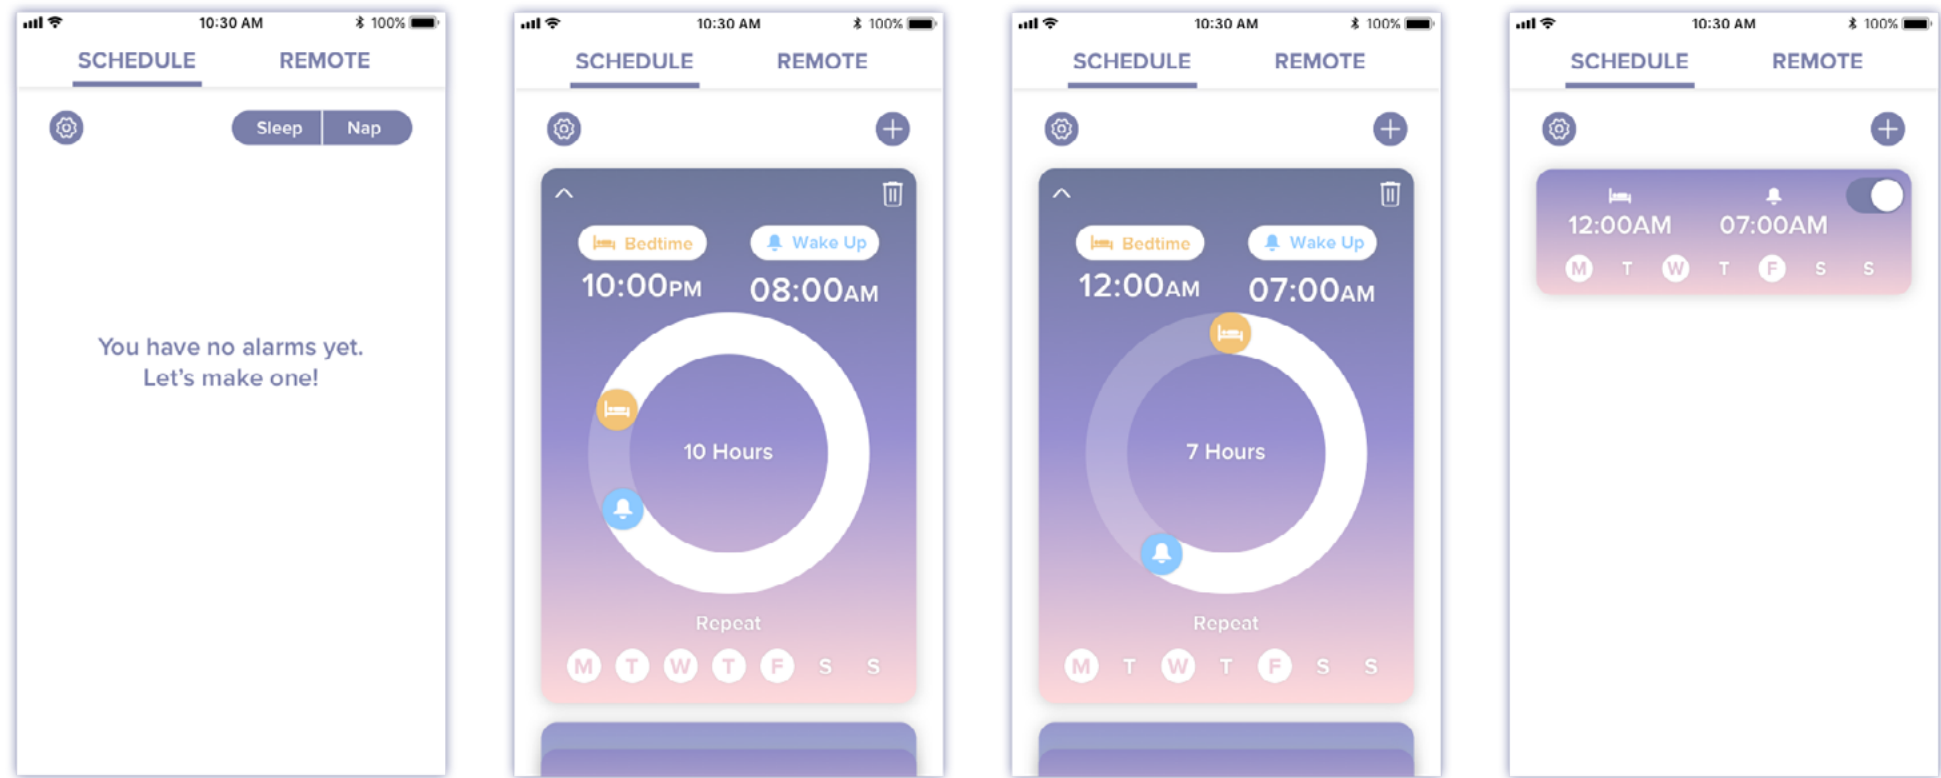 10:30 AM 100%
SCHEDULE REMOTE
Sleep Nap
You have no alarms yet.
Let's make one!
10:30 AM 100%
SCHEDULE REMOTE
Bedtime Wake Up
10:00PM 08:00AM
10 Hours
Repeat
M T W T F S S
10:30 AM 100%
SCHEDULE REMOTE
Bedtime Wake Up
12:00AM 07:00AM
7 Hours
Repeat
M T W T F S S
10:30 AM 100%
SCHEDULE REMOTE
12:00AM 07:00AM
M T W T F S S